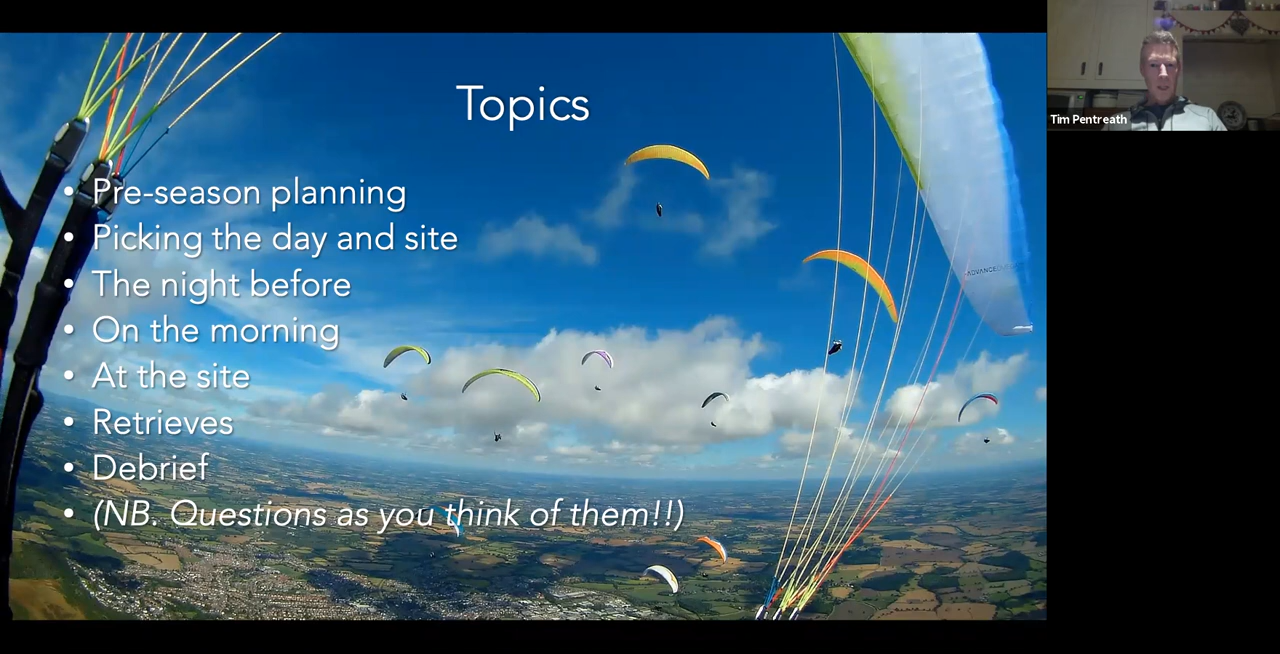 Topics
• Pre-season planning
• Picking the day and site
• The night before
• On the morning
• At the site
• Retrieves
• Debrief
• (NB. Questions as you think of them!!)
ADVANCE
Tim Pentreath